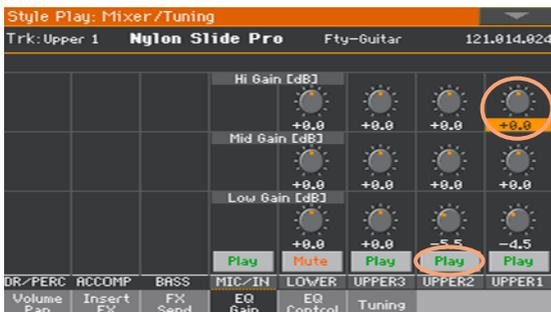 Style Play: Mixer/Tuning
Trk: Upper 1 Nylon Slide Pro Fty-Guitar 121.014.024
Hi Gain [dB]
+0.0 +0.0 +0.0 +0.0
Mid Gain [dB]
+0.0 +0.0 +0.0 +0.0
Low Gain [dB]
+0.0 +0.0 -5.5 -4.5
Play Mute Play Play Play
DR/PERC ACCOMP BASS MIC/IN LOWER UPPER3 UPPER2 UPPER1
Volume Insert FX EQ EQ Tuning
Pan FX Send Gain Control